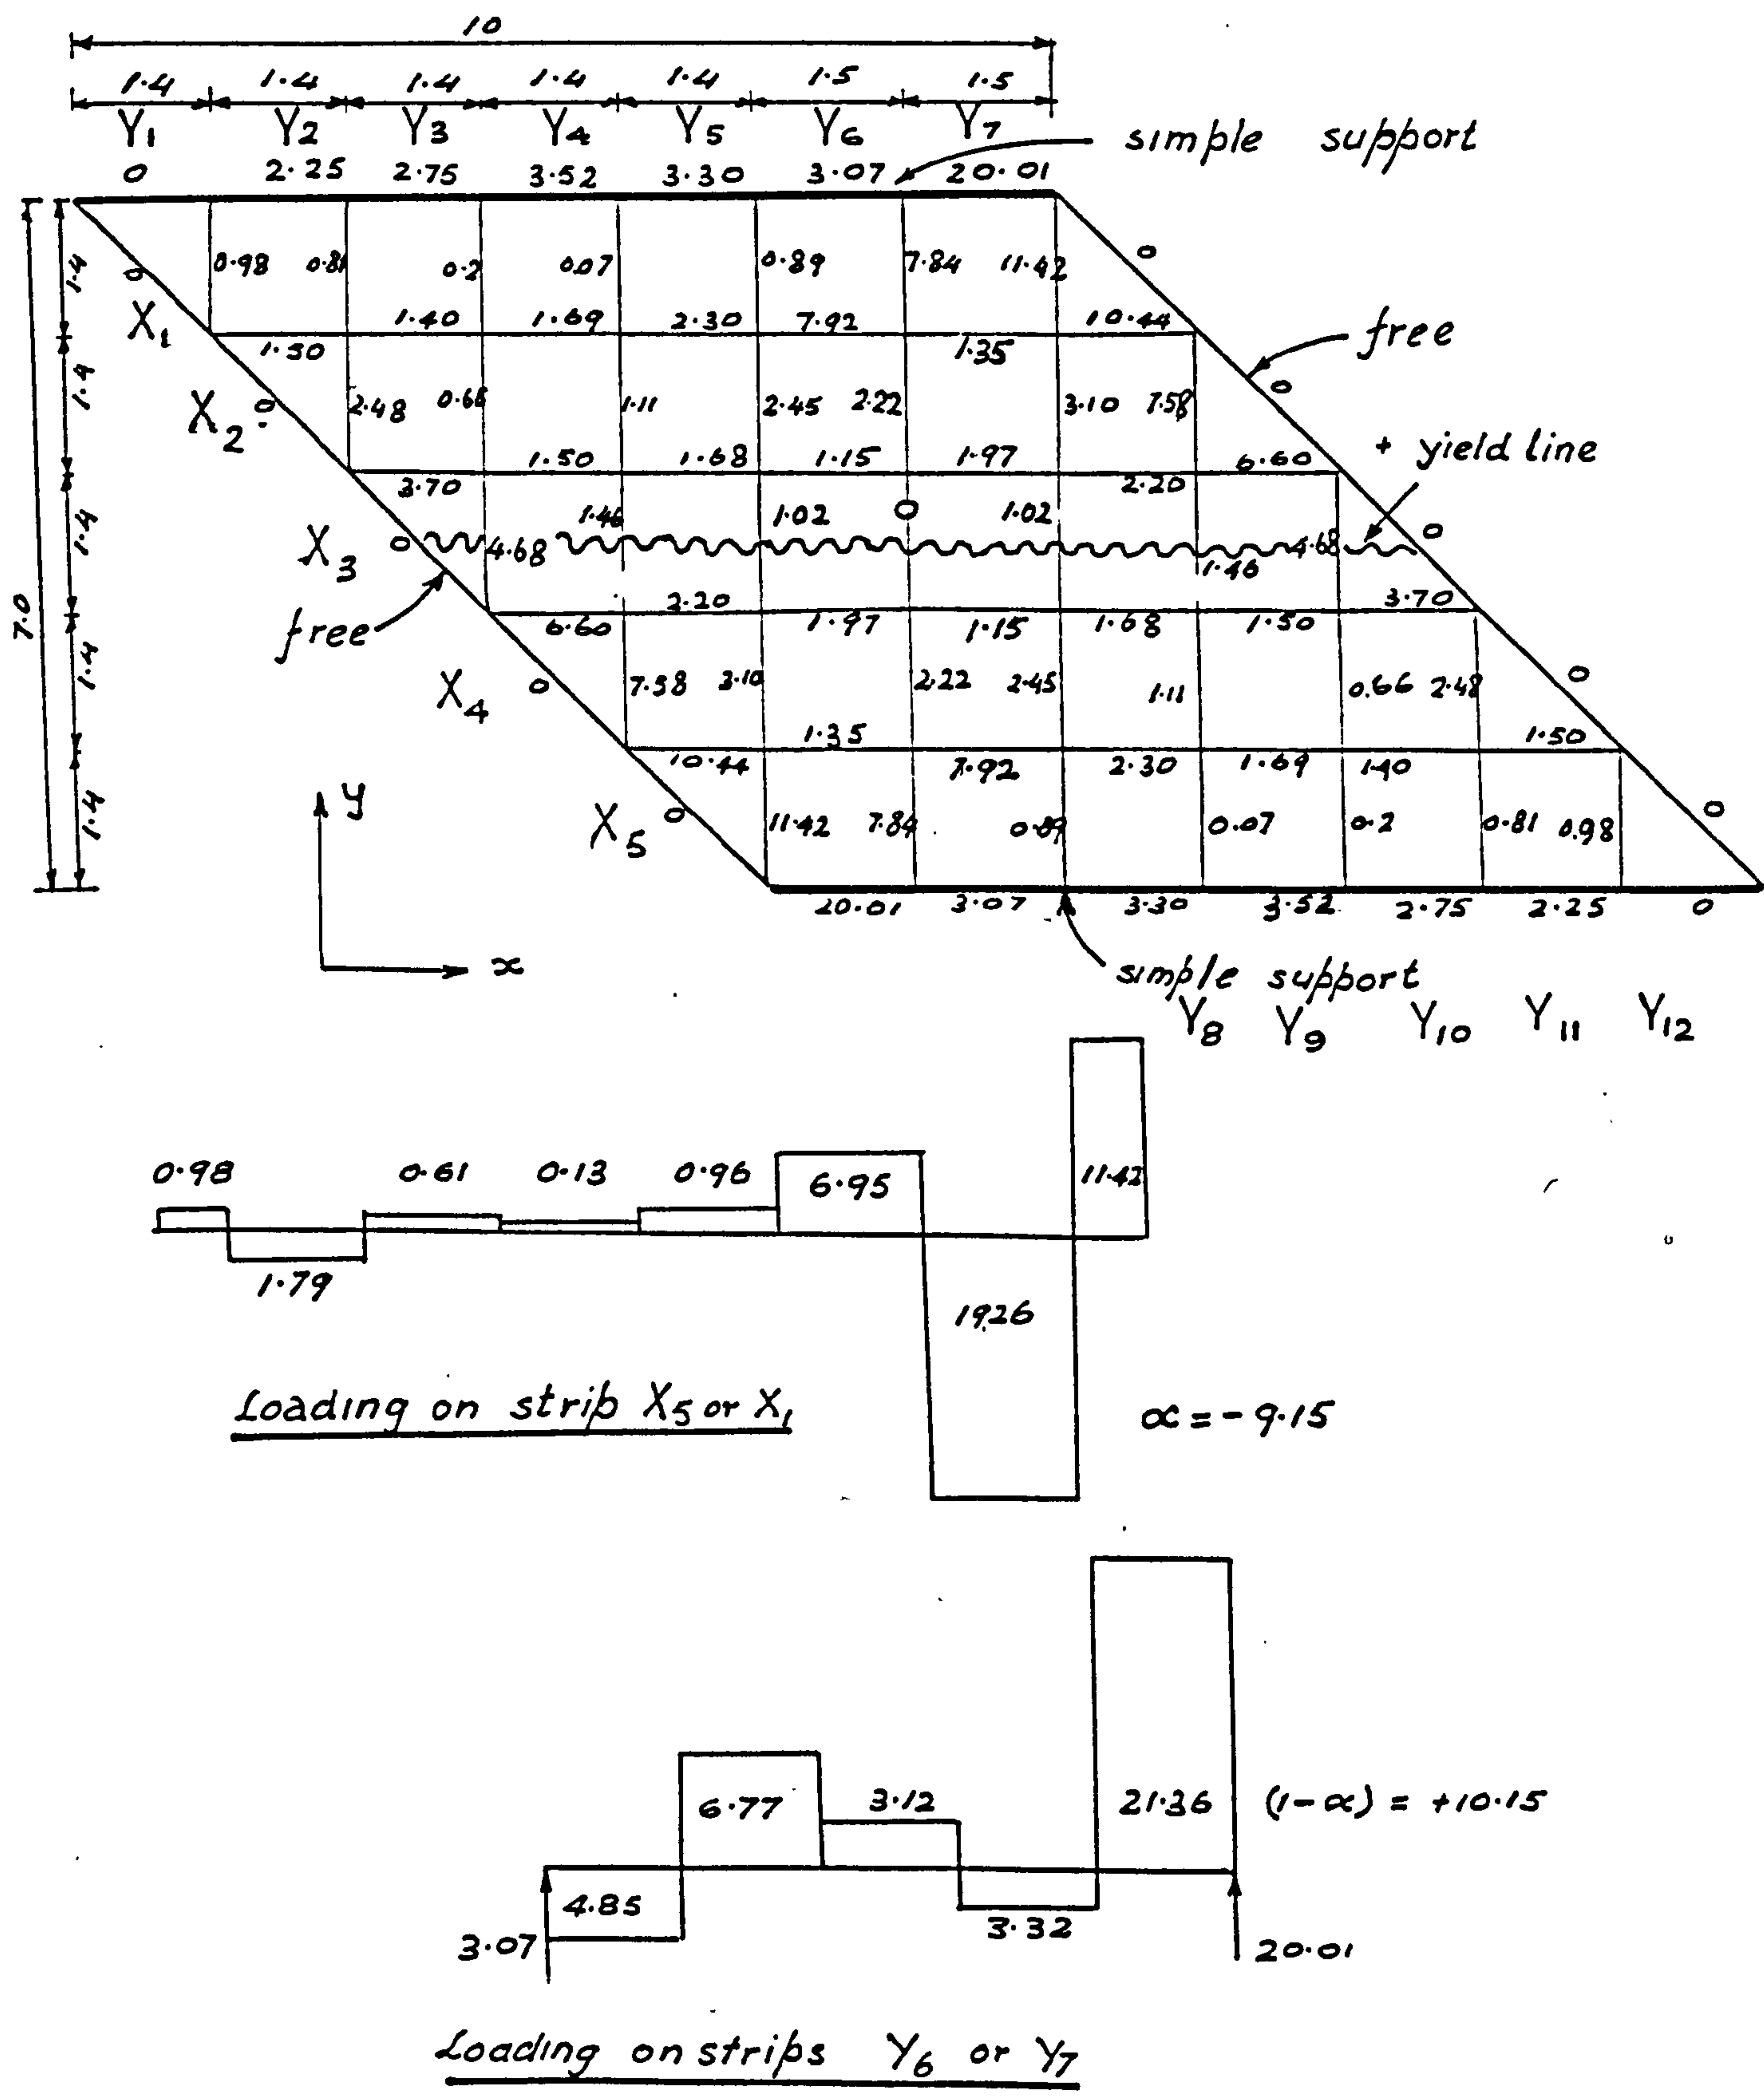 10
1.4 1.4 1.4 1.4 1.4 1.5 1.5
Y1 Y2 Y3 Y4 Y5 Y6 Y7
simple support
0 2.25 2.75 3.52 3.30 3.07 20.01
1.4 0 0.98 0.81 0.2 0.07 0.89 7.84 11.42 0
X1 1.40 1.69 2.30 7.92 10.44
free
1.50 1.35
1.4 X2 0 2.48 0.66 1.11 2.45 2.22 3.10 7.58 0
1.50 1.68 1.15 1.97 6.60
+ yield line
3.70 2.20
1.4 1.46 1.02 0 1.02
X3 0 4.68 4.68 0
1.46
7.0
free
2.20 3.70
6.60 1.97 1.15 1.68 1.50
1.4 X4 0 7.58 3.10 2.22 2.45 1.11 0.66 2.48 0
1.35 1.50
10.44 7.92 2.30 1.69 1.40
1.4 y X5 0 11.42 7.84 0.89 0.07 0.2 0.81 0.98 0
20.01 3.07 3.30 3.52 2.75 2.25 0
x
simple support
Y8 Y9 Y10 Y11 Y12
0.98 0.61 0.13 0.96 6.95 11.42
1.79
19.26
Loading on strip X5 or X1
α = - 9.15
6.77 3.12 21.36 (1-α) = +10.15
4.85
3.32
3.07 20.01
Loading on strips Y6 or Y7